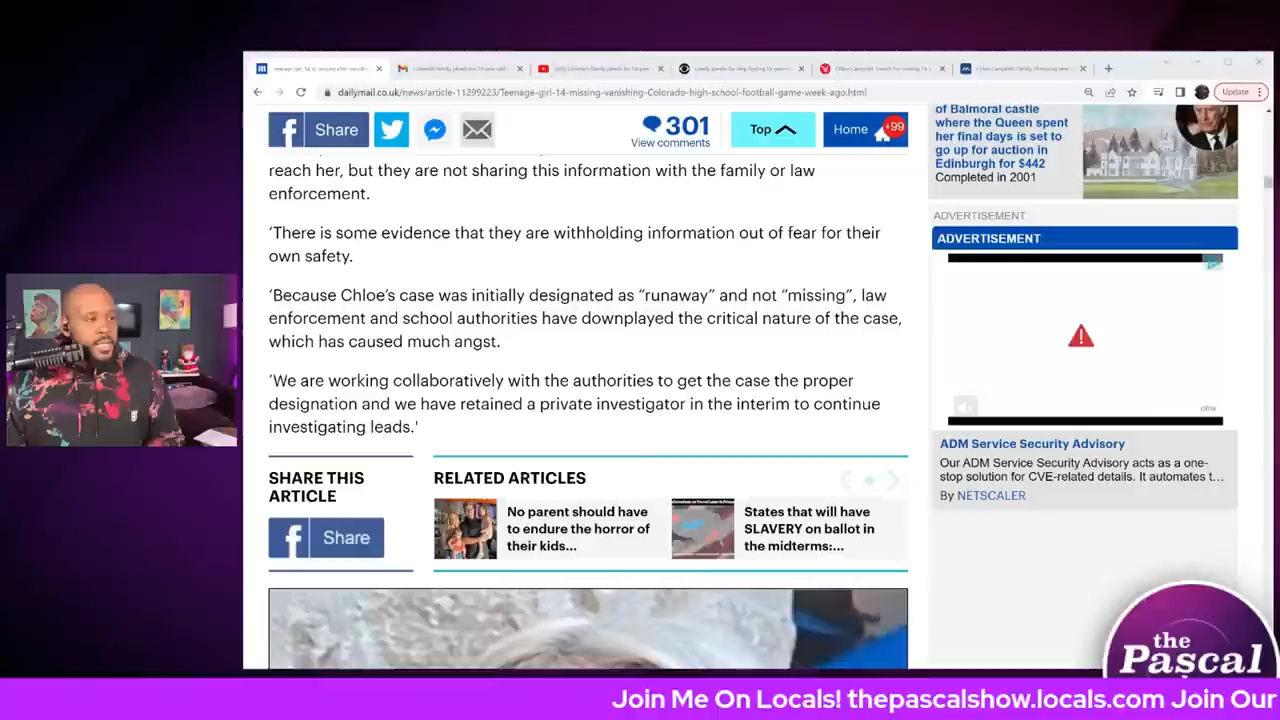 dailymail.co.uk/news/article-11299223/Teenage-girl-14-missing-vanishing-Colorado-high-school-football-game-week-ago.html
Update
Share
301
View comments
Top
Home
+99
reach her, but they are not sharing this information with the family or law
enforcement.
‘There is some evidence that they are withholding information out of fear for their
own safety.
‘Because Chloe’s case was initially designated as “runaway” and not “missing”, law
enforcement and school authorities have downplayed the critical nature of the case,
which has caused much angst.
‘We are working collaboratively with the authorities to get the case the proper
designation and we have retained a private investigator in the interim to continue
investigating leads.'
SHARE THIS
ARTICLE
Share
RELATED ARTICLES
No parent should have
to endure the horror of
their kids...
States that will have
SLAVERY on ballot in
the midterms:...
of Balmoral castle
where the Queen spent
her final days is set to
go up for auction in
Edinburgh for $442
Completed in 2001
ADVERTISEMENT
ADVERTISEMENT
citrix
ADM Service Security Advisory
Our ADM Service Security Advisory acts as a one-
stop solution for CVE-related details. It automates t...
By NETSCALER
the
Pascal
Join Me On Locals! thepascalshow.locals.com Join Our